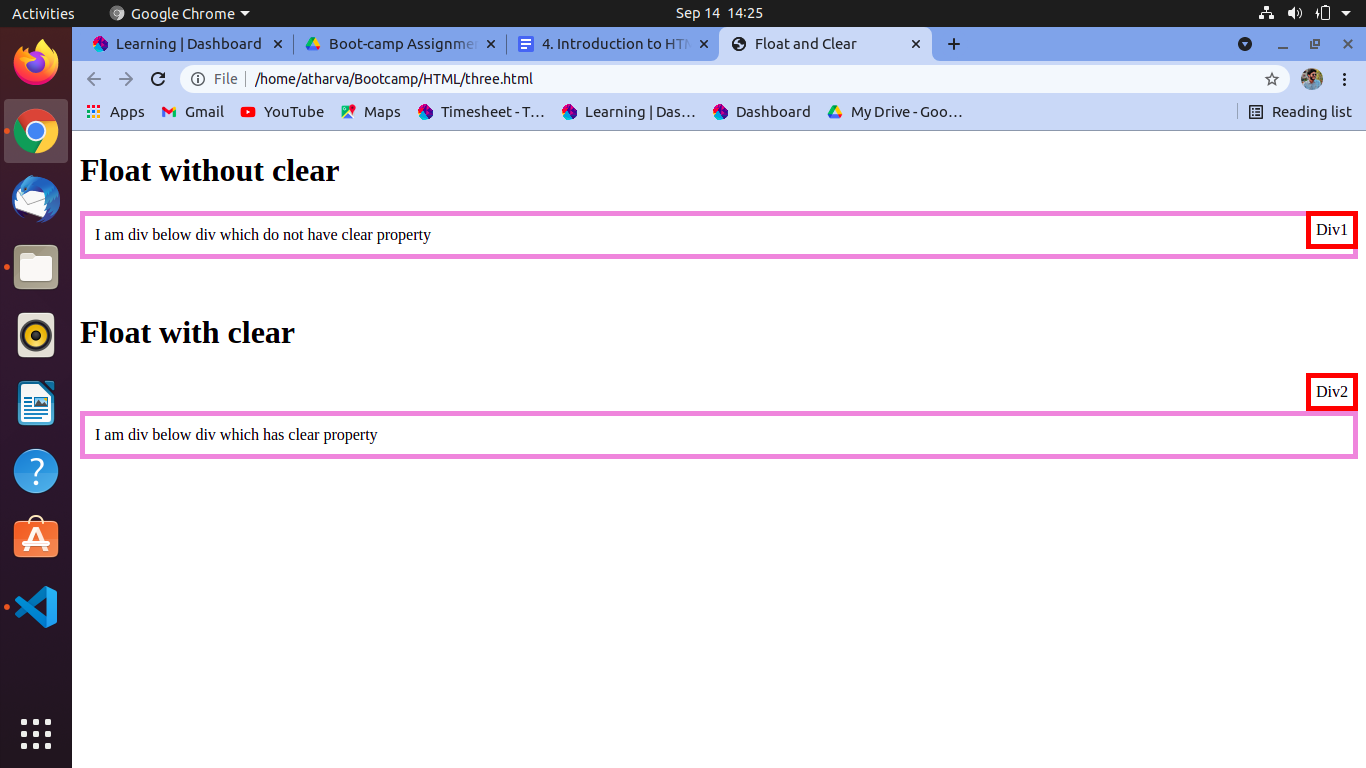 Activities Google Chrome Sep 14 14:25
Learning | Dashboard Boot-camp Assignme 4. Introduction to HTM Float and Clear
File /home/atharva/Bootcamp/HTML/three.html
Apps Gmail YouTube Maps Timesheet - T... Learning | Das... Dashboard My Drive - Goo... Reading list
Float without clear
I am div below div which do not have clear property Div1
Float with clear
Div2
I am div below div which has clear property